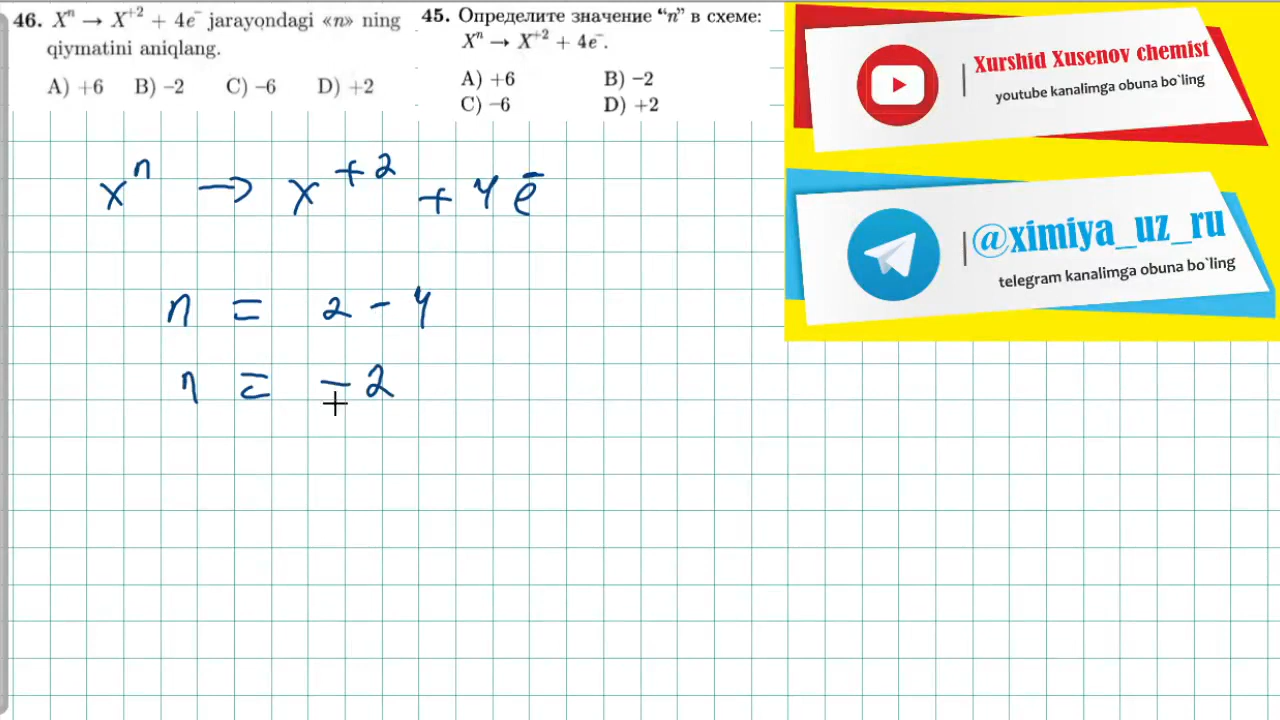 46. Xⁿ → X⁺² + 4e⁻ jarayondagi «n» ning
qiymatini aniqlang.
A) +6 B) –2 C) –6 D) +2
45. Определите значение “n” в схеме:
Xⁿ → X⁺² + 4e⁻.
A) +6 B) –2
C) –6 D) +2
xⁿ → x⁺² + 4e⁻
n = 2 - 4
n = -2
Xurshid Xusenov chemist
youtube kanalimga obuna bo`ling
@ximiya_uz_ru
telegram kanalimga obuna bo`ling